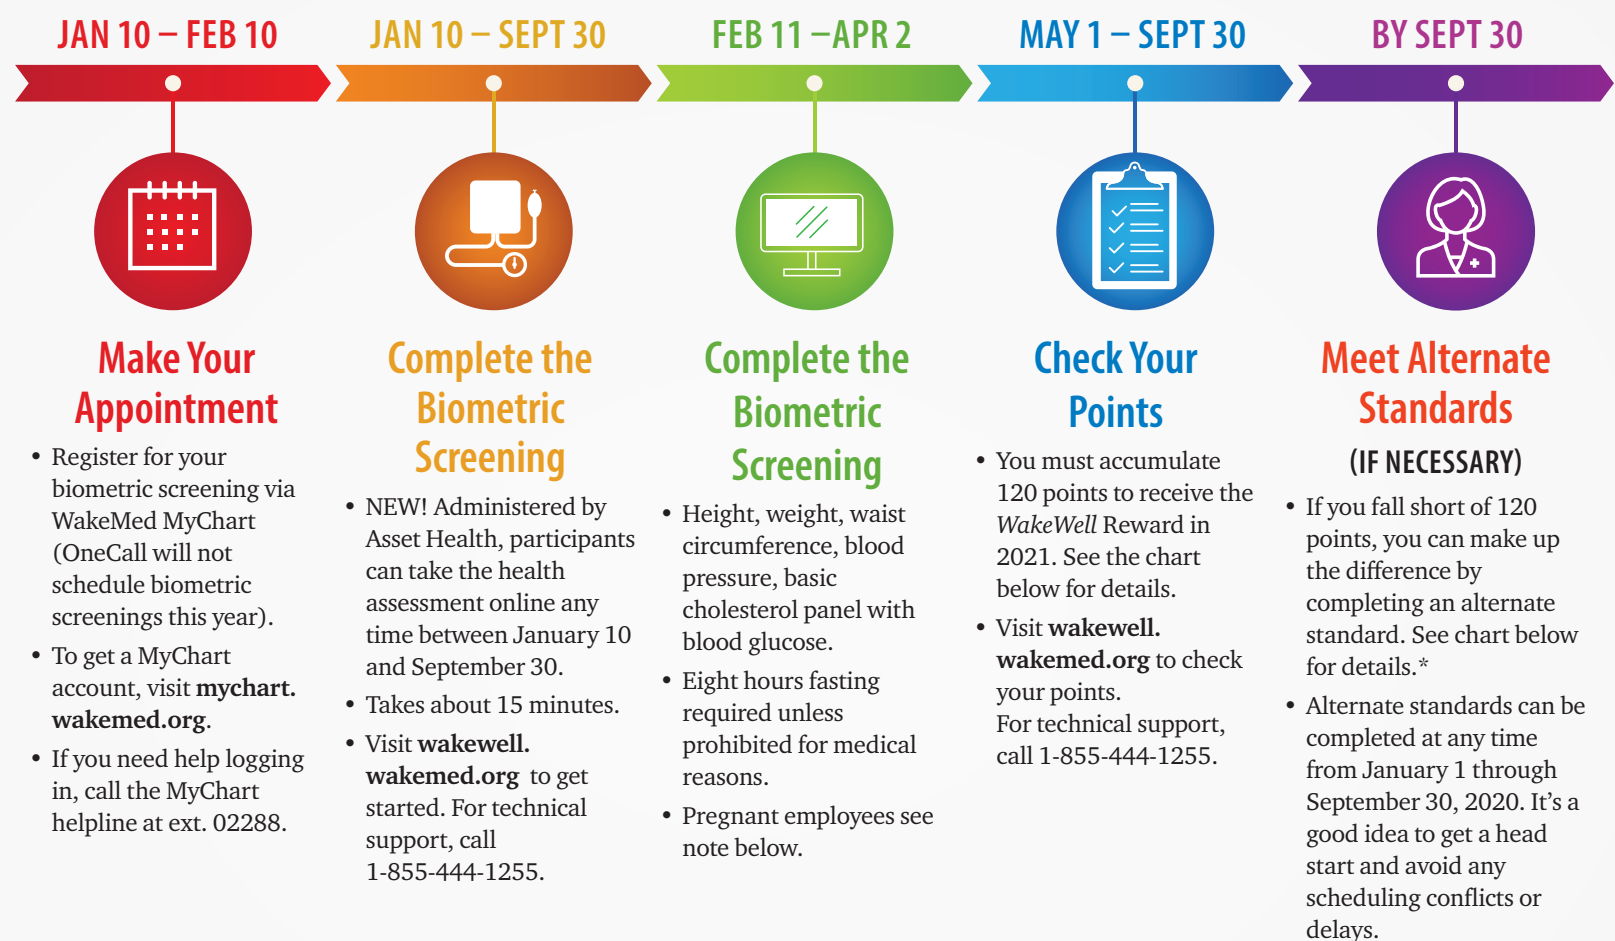 JAN 10 – FEB 10
Make Your
Appointment
• Register for your
biometric screening via
WakeMed MyChart
(OneCall will not
schedule biometric
screenings this year).
• To get a MyChart
account, visit mychart.
wakemed.org.
• If you need help logging
in, call the MyChart
helpline at ext. 02288.
JAN 10 – SEPT 30
Complete the
Biometric
Screening
• NEW! Administered by
Asset Health, participants
can take the health
assessment online any
time between January 10
and September 30.
• Takes about 15 minutes.
• Visit wakewell.
wakemed.org to get
started. For technical
support, call
1-855-444-1255.
FEB 11 –APR 2
Complete the
Biometric
Screening
• Height, weight, waist
circumference, blood
pressure, basic
cholesterol panel with
blood glucose.
• Eight hours fasting
required unless
prohibited for medical
reasons.
• Pregnant employees see
note below.
MAY 1 – SEPT 30
Check Your
Points
• You must accumulate
120 points to receive the
WakeWell Reward in
2021. See the chart
below for details.
• Visit wakewell.
wakemed.org to check
your points.
For technical support,
call 1-855-444-1255.
BY SEPT 30
Meet Alternate
Standards
(IF NECESSARY)
• If you fall short of 120
points, you can make up
the difference by
completing an alternate
standard. See chart below
for details.*
• Alternate standards can be
completed at any time
from January 1 through
September 30, 2020. It’s a
good idea to get a head
start and avoid any
scheduling conflicts or
delays.